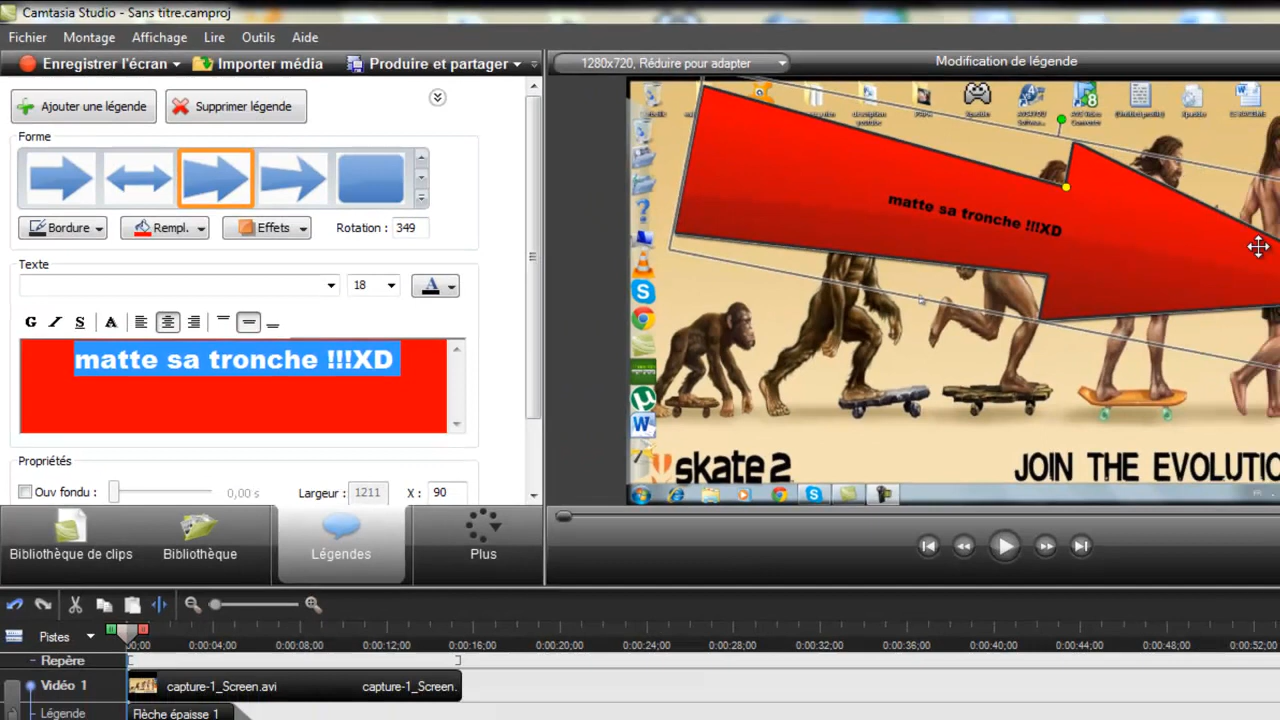 Camtasia Studio - Sans titre.camproj
Fichier Montage Affichage Lire Outils Aide
Enregistrer l'écran Importer média Produire et partager
1280x720, Réduire pour adapter
Modification de légende
Ajouter une légende Supprimer légende
Forme
Bordure Rempl. Effets Rotation : 349
Texte
18
A
G I S A
matte sa tronche !!!XD
Propriétés
Ouv fondu : 0,00 s Largeur : 1211 X : 90
matte sa tronche !!!XD
skate 2
JOIN THE EVOLUTIO
Bibliothèque de clips Bibliothèque Légendes Plus
Pistes
00;00 0:00:04;00 0:00:08;00 0:00:12;00 0:00:16;00 0:00:20;00 0:00:24;00 0:00:28;00 0:00:32;00 0:00:36;00 0:00:40;00 0:00:44;00 0:00:48;00 0:00:52;00
Repère
Vidéo 1 capture-1_Screen.avi capture-1_Screen.
Légende Flèche épaisse 1